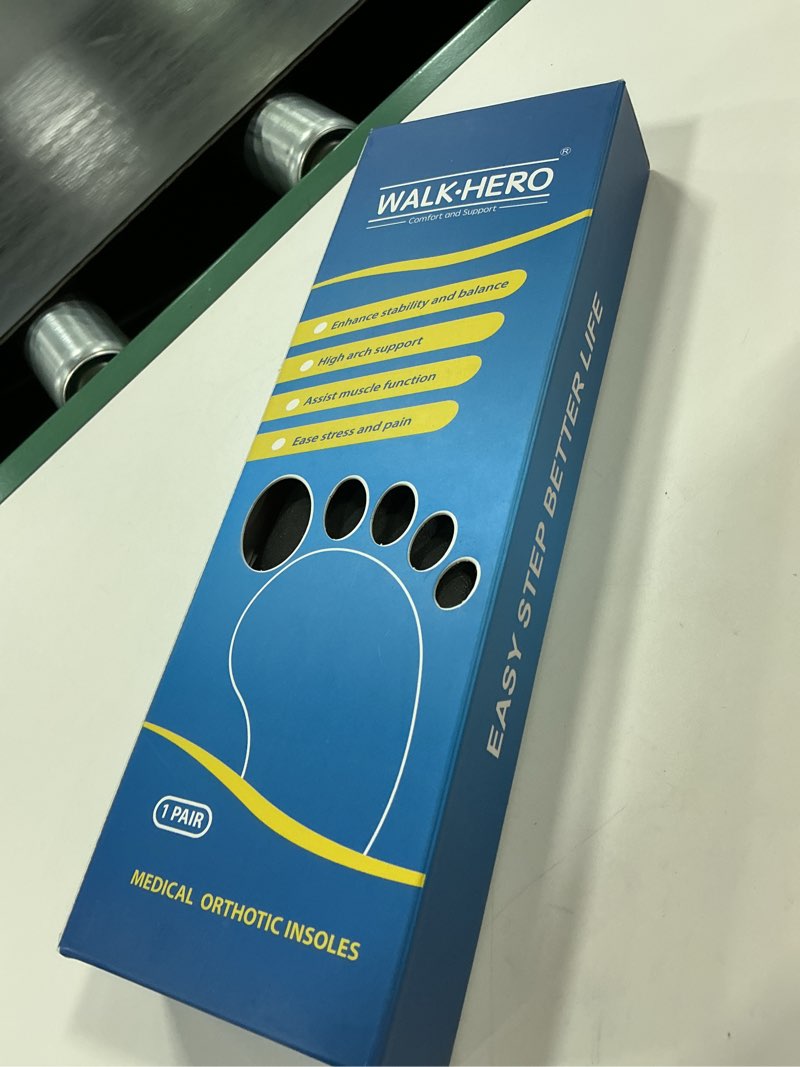 WALK·HERO®
Comfort and Support
Enhance stability and balance
High arch support
Assist muscle function
Ease stress and pain
1 PAIR
MEDICAL ORTHOTIC INSOLES
EASY STEP BETTER LIFE